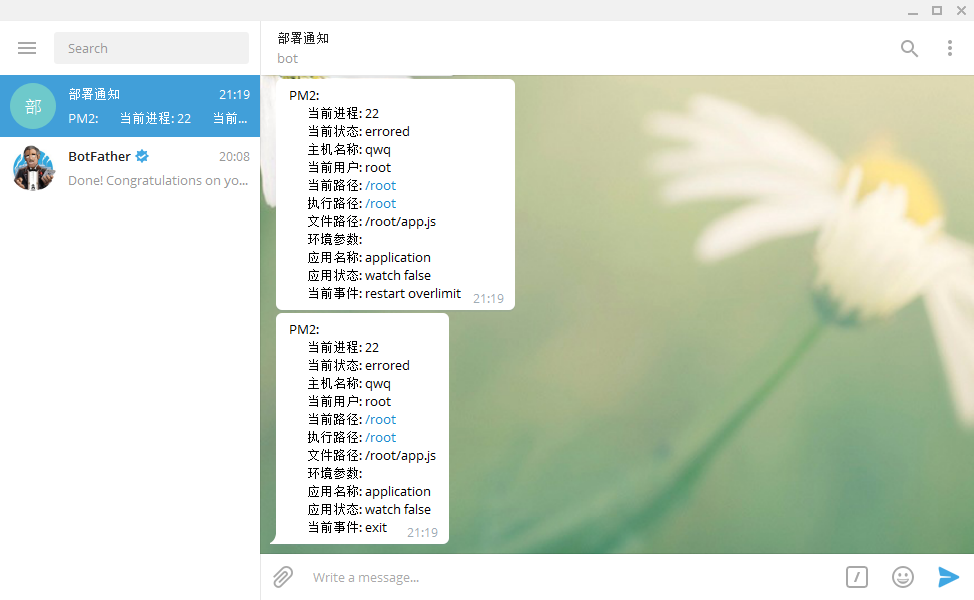 Search
部署通知
bot
部
部署通知 21:19
PM2: 当前进程: 22 当前...
BotFather 20:08
Done! Congratulations on yo...
PM2:
当前进程: 22
当前状态: errored
主机名称: qwq
当前用户: root
当前路径: /root
执行路径: /root
文件路径: /root/app.js
环境参数:
应用名称: application
应用状态: watch false
当前事件: restart overlimit 21:19
PM2:
当前进程: 22
当前状态: errored
主机名称: qwq
当前用户: root
当前路径: /root
执行路径: /root
文件路径: /root/app.js
环境参数:
应用名称: application
应用状态: watch false
当前事件: exit 21:19
Write a message...